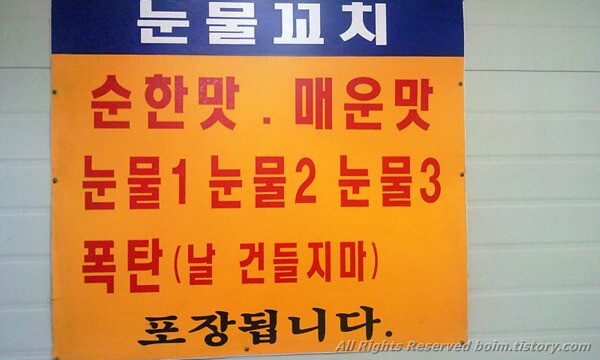 눈물꼬치
순한맛 . 매운맛
눈물1 눈물2 눈물3
폭탄(날 건들지마)
포장됩니다.
All Rights Reserved boim.tistory.com